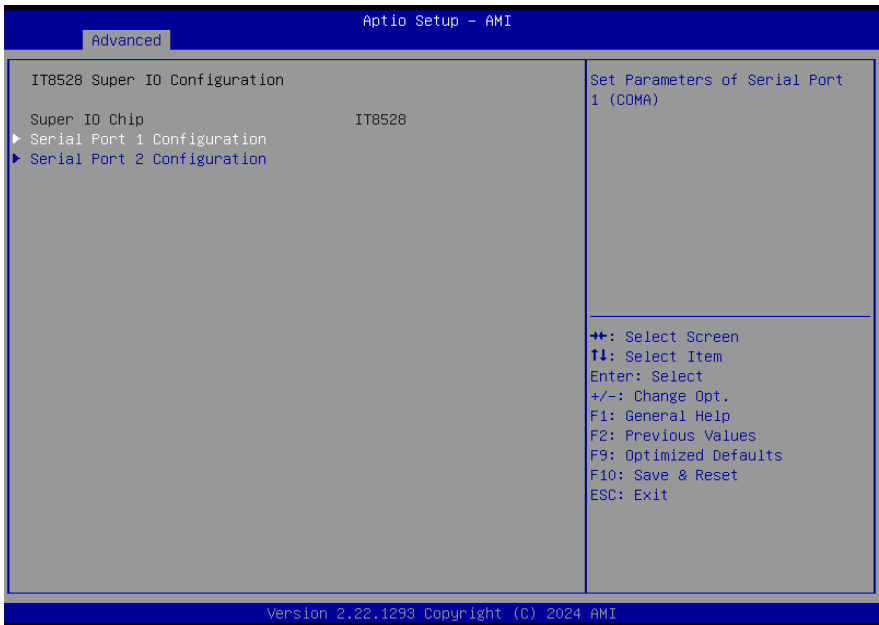 Aptio Setup – AMI
Advanced
IT8528 Super IO Configuration
Super IO Chip IT8528
▶ Serial Port 1 Configuration
▶ Serial Port 2 Configuration
Set Parameters of Serial Port
1 (COMA)
→←: Select Screen
↑↓: Select Item
Enter: Select
+/-: Change Opt.
F1: General Help
F2: Previous Values
F9: Optimized Defaults
F10: Save & Reset
ESC: Exit
Version 2.22.1293 Copyright (C) 2024 AMI